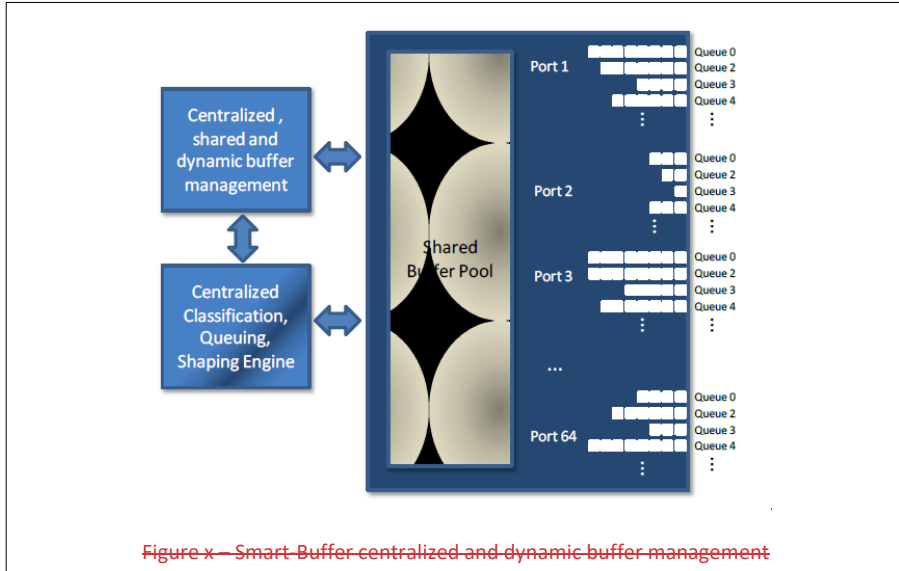 Centralized ,
shared and
dynamic buffer
management
Centralized
Classification,
Queuing,
Shaping Engine
Shared
Buffer Pool
Port 1
Queue 0
Queue 2
Queue 3
Queue 4
⋮ ⋮
Port 2
Queue 0
Queue 2
Queue 3
Queue 4
⋮ ⋮
Port 3
Queue 0
Queue 2
Queue 3
Queue 4
⋮ ⋮
...
Port 64
Queue 0
Queue 2
Queue 3
Queue 4
⋮ ⋮
Figure x – Smart-Buffer centralized and dynamic buffer management